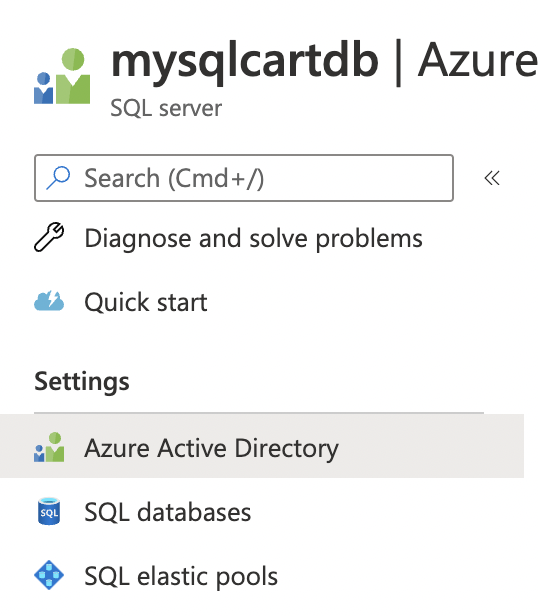 mysqlcartdb | Azure
SQL server
Search (Cmd+/)
«
Diagnose and solve problems
Quick start
Settings
Azure Active Directory
SQL
SQL databases
SQL elastic pools